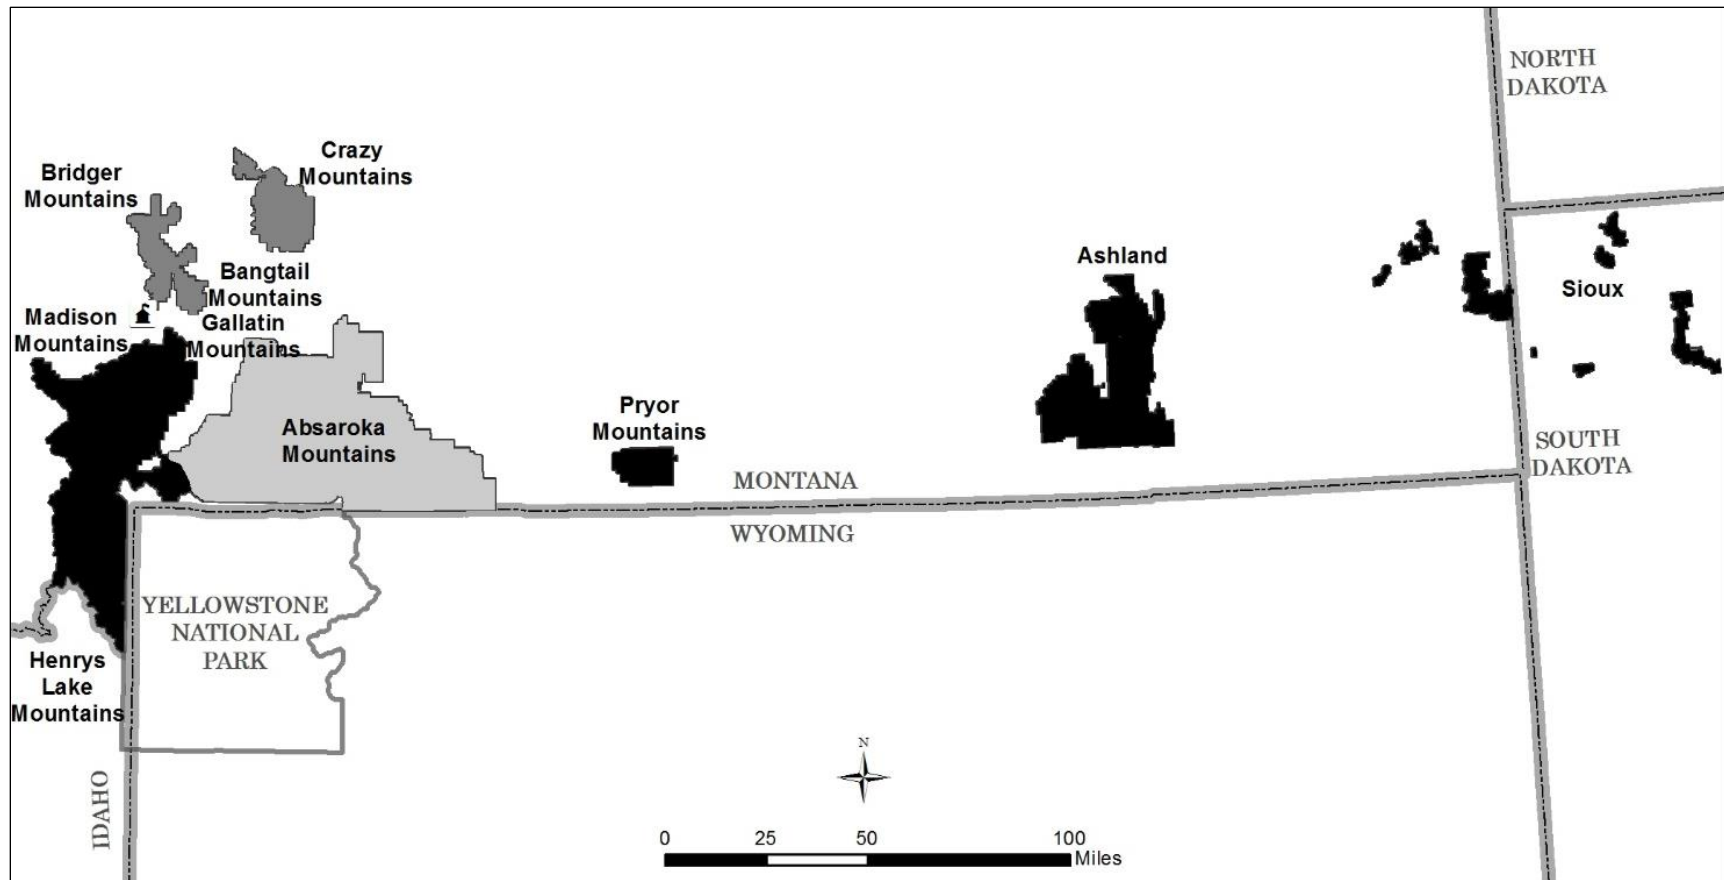 NORTH
DAKOTA
Crazy
Mountains
Bridger
Mountains
Ashland
Bangtail
Mountains
Sioux
Madison
Mountains
Gallatin
Mountains
Pryor
Mountains
Absaroka
Mountains
SOUTH
DAKOTA
MONTANA
WYOMING
YELLOWSTONE
NATIONAL
PARK
Henrys
Lake
Mountains
IDAHO
N
0 25 50 100
Miles